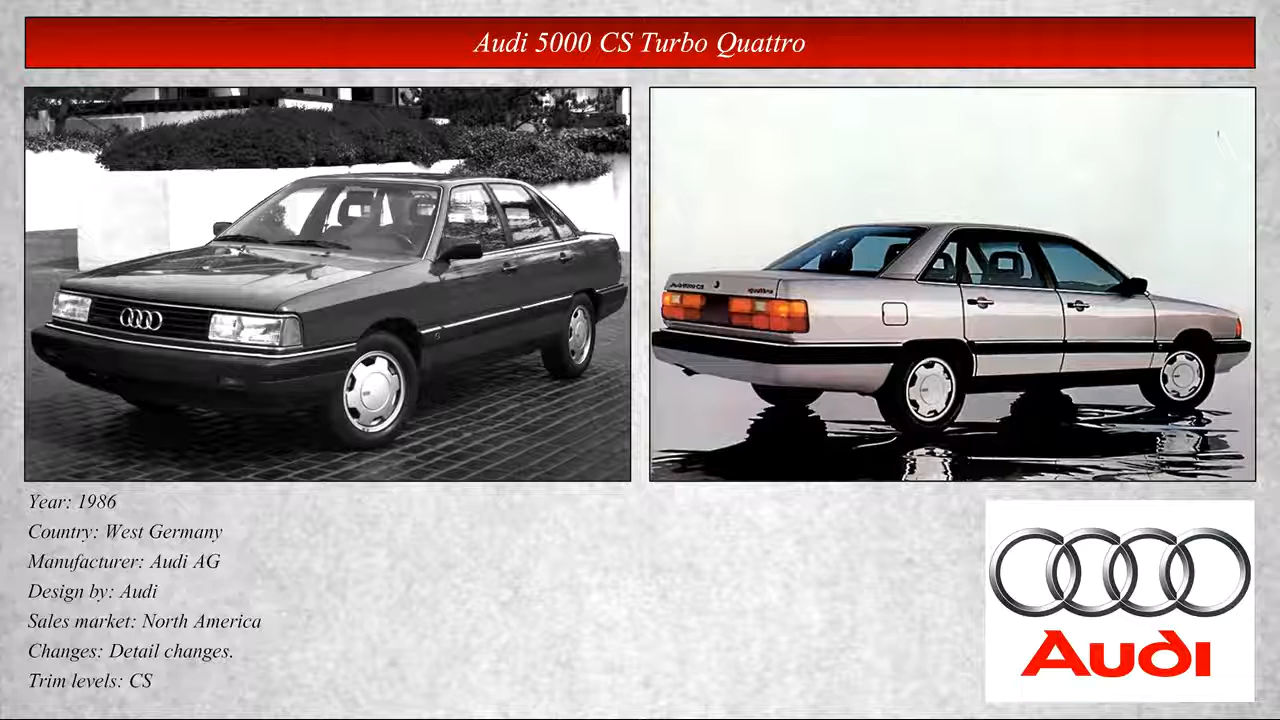 Audi 5000 CS Turbo Quattro
quattro
Year: 1986
Country: West Germany
Manufacturer: Audi AG
Design by: Audi
Sales market: North America
Changes: Detail changes.
Trim levels: CS
Audi